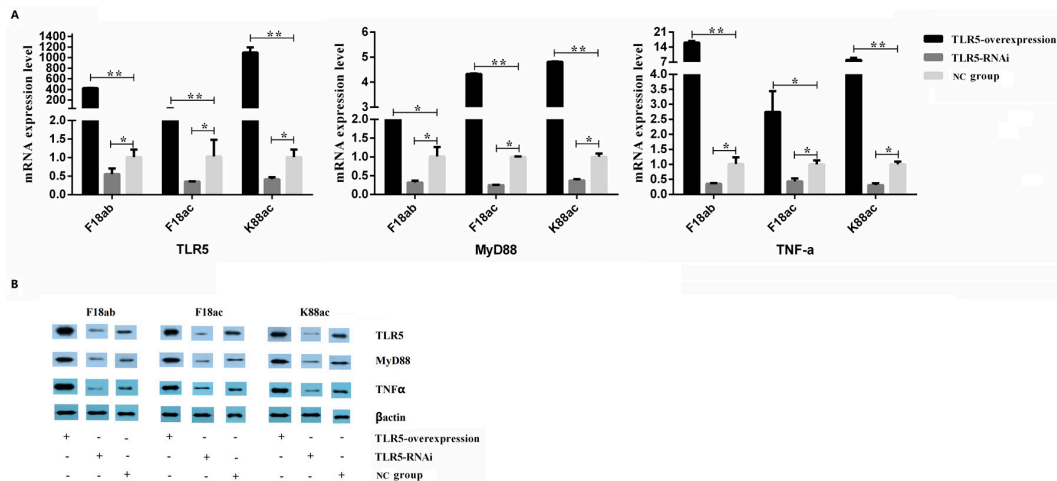 A
mRNA expression level
1400
1200
1000
800
600
400
200
2.0
1.5
1.0
0.5
0.0
**
**
**
*
*
*
F18ab
F18ac
K88ac
TLR5
mRNA expression level
6
5
4
3
2.0
1.5
1.0
0.5
0.0
*
**
**
*
*
*
F18ab
F18ac
K88ac
MyD88
mRNA expression level
16
14
4.0
3.5
3.0
2.5
2.0
1.5
1.0
0.5
0.0
**
*
**
*
*
*
F18ab
F18ac
K88ac
TNF-a
TLR5-overexpression
TLR5-RNAi
NC group
B
F18ab F18ac K88ac
TLR5
MyD88
TNFα
βactin
+ - - + - - + - - TLR5-overexpression
- + - - + - - + - TLR5-RNAi
- - + - - + - - + NC group